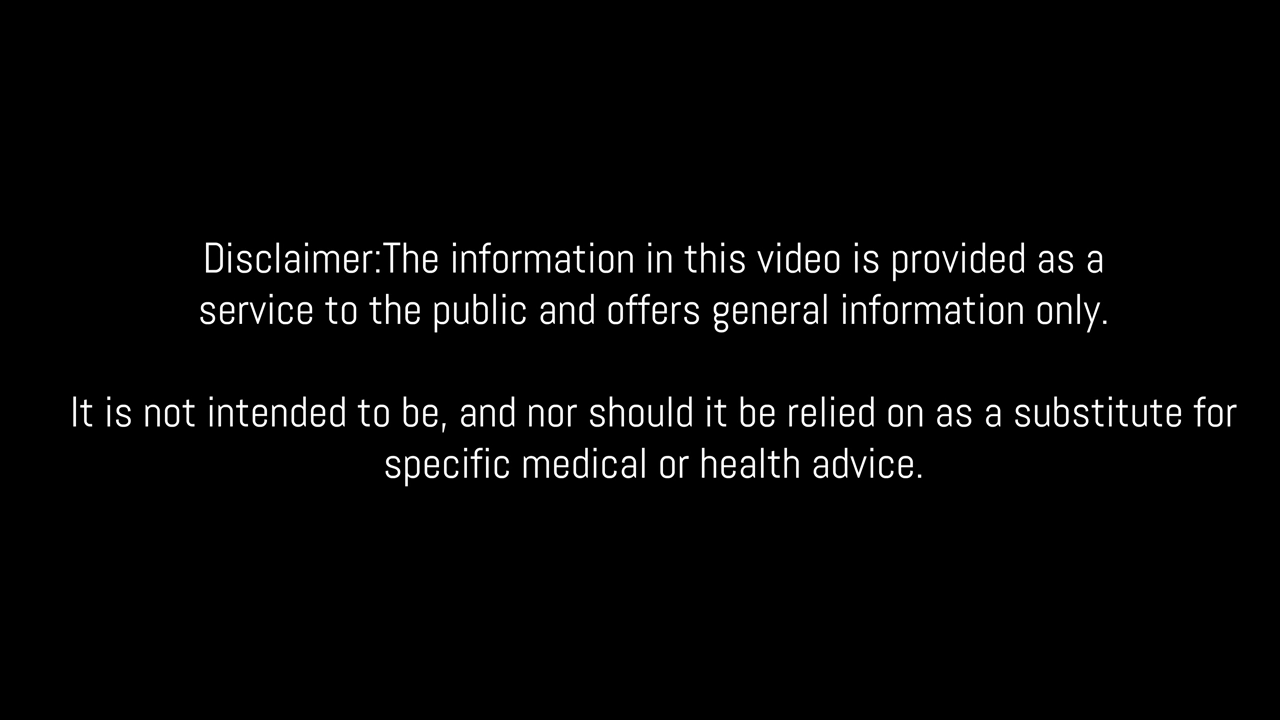 Disclaimer:The information in this video is provided as a
service to the public and offers general information only.
It is not intended to be, and nor should it be relied on as a substitute for
specific medical or health advice.